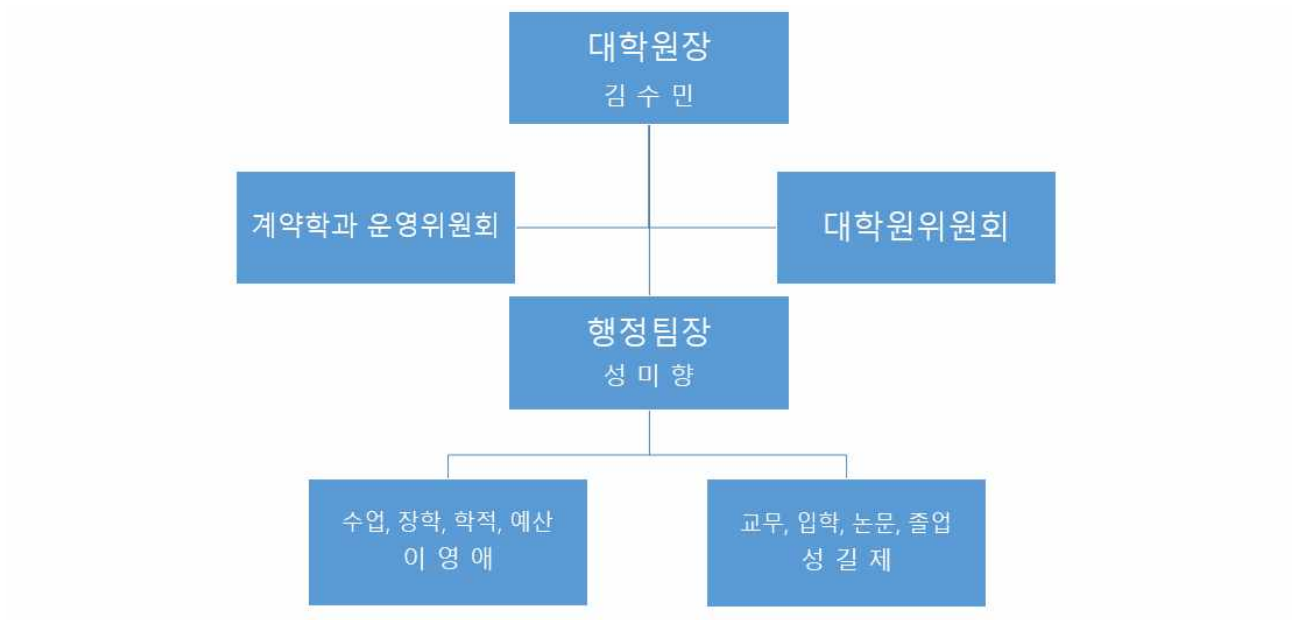 대학원장
김 수 민
계약학과 운영위원회
대학원위원회
행정팀장
성 미 향
수업, 장학, 학적, 예산
이 영 애
교무, 입학, 논문, 졸업
성 길 제